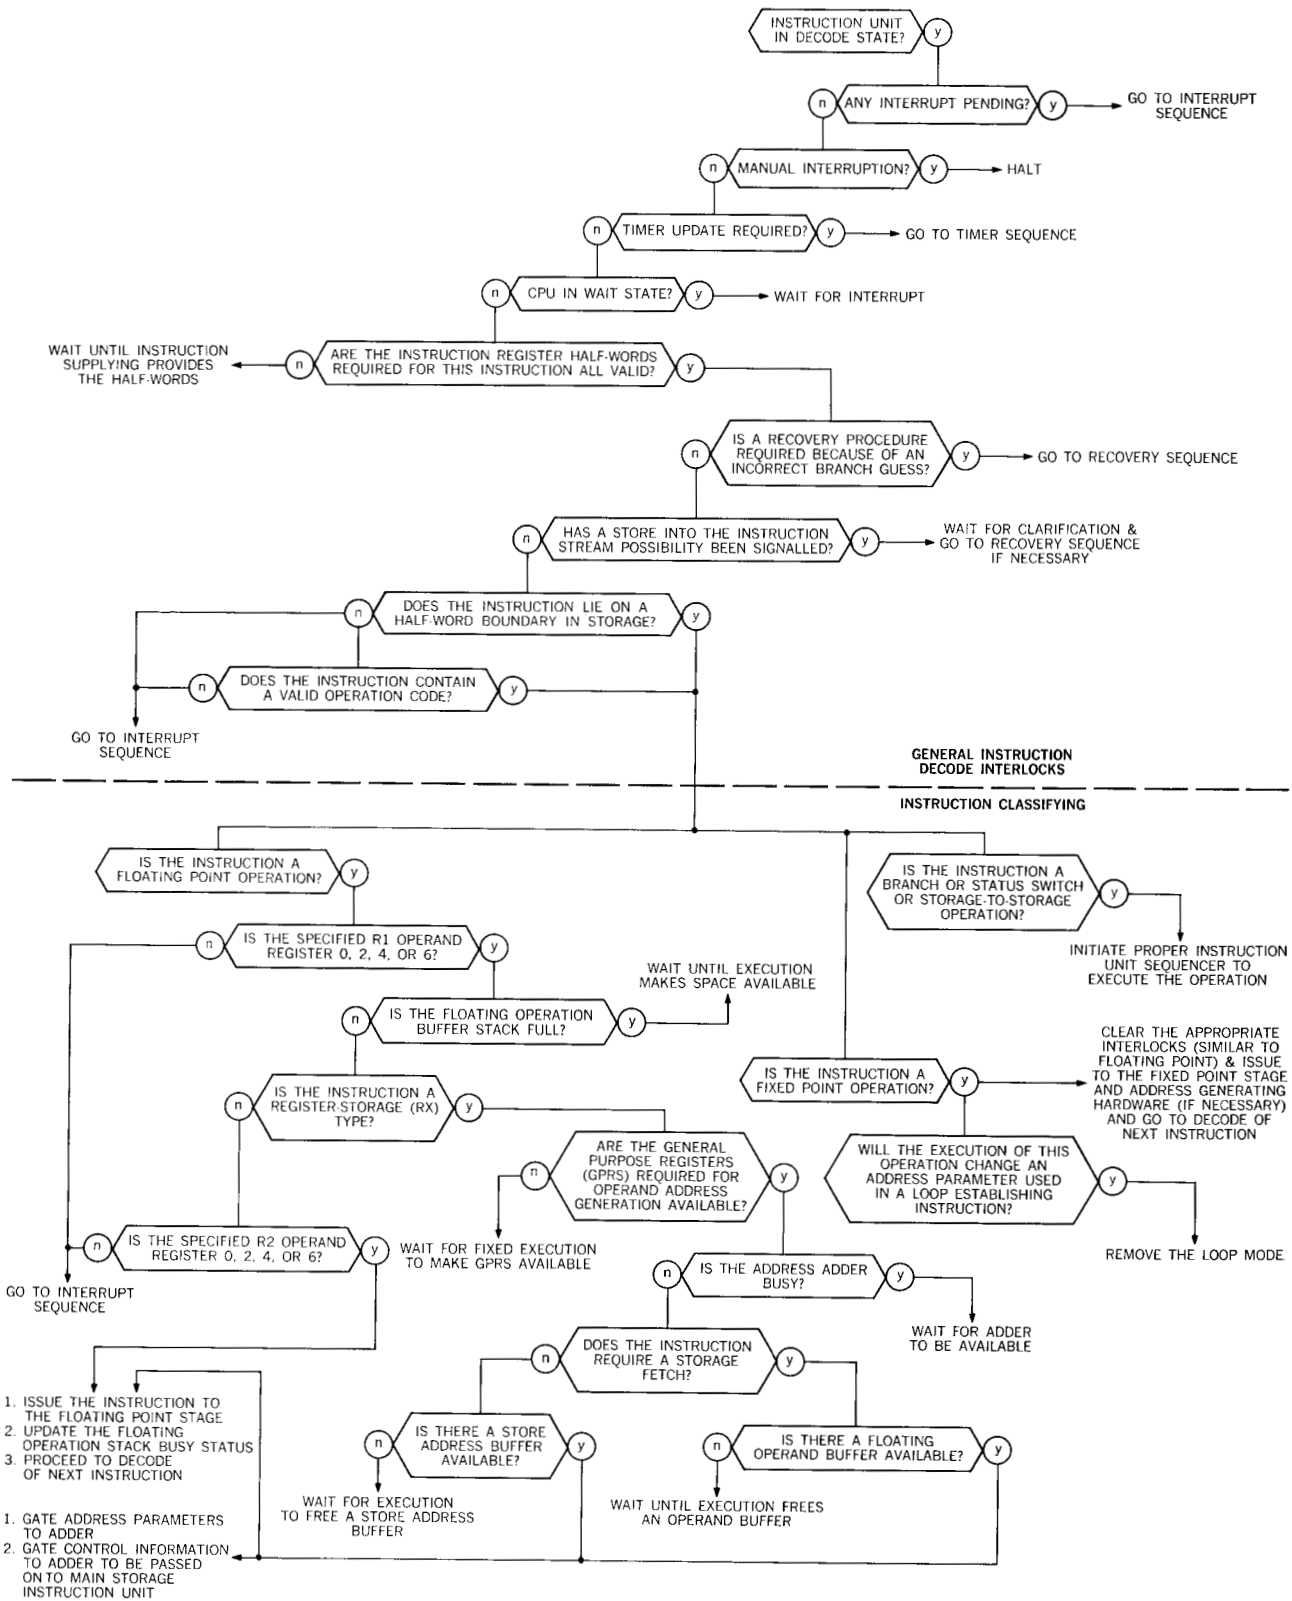 INSTRUCTION UNIT
IN DECODE STATE?
y
n
ANY INTERRUPT PENDING?
y
GO TO INTERRUPT
SEQUENCE
n
MANUAL INTERRUPTION?
y
HALT
n
TIMER UPDATE REQUIRED?
y
GO TO TIMER SEQUENCE
n
CPU IN WAIT STATE?
y
WAIT FOR INTERRUPT
WAIT UNTIL INSTRUCTION
SUPPLYING PROVIDES
THE HALF-WORDS
n
ARE THE INSTRUCTION REGISTER HALF-WORDS
REQUIRED FOR THIS INSTRUCTION ALL VALID?
y
n
IS A RECOVERY PROCEDURE
REQUIRED BECAUSE OF AN
INCORRECT BRANCH GUESS?
y
GO TO RECOVERY SEQUENCE
n
HAS A STORE INTO THE INSTRUCTION
STREAM POSSIBILITY BEEN SIGNALLED?
y
WAIT FOR CLARIFICATION &
GO TO RECOVERY SEQUENCE
IF NECESSARY
n
DOES THE INSTRUCTION LIE ON A
HALF-WORD BOUNDARY IN STORAGE?
y
n
DOES THE INSTRUCTION CONTAIN
A VALID OPERATION CODE?
y
GO TO INTERRUPT
SEQUENCE
GENERAL INSTRUCTION
DECODE INTERLOCKS
INSTRUCTION CLASSIFYING
IS THE INSTRUCTION A
FLOATING POINT OPERATION?
y
IS THE INSTRUCTION A
BRANCH OR STATUS SWITCH
OR STORAGE-TO-STORAGE
OPERATION?
y
INITIATE PROPER INSTRUCTION
UNIT SEQUENCER TO
EXECUTE THE OPERATION
n
IS THE SPECIFIED R1 OPERAND
REGISTER 0, 2, 4, OR 6?
y
WAIT UNTIL EXECUTION
MAKES SPACE AVAILABLE
n
IS THE FLOATING OPERATION
BUFFER STACK FULL?
y
IS THE INSTRUCTION A
FIXED POINT OPERATION?
y
CLEAR THE APPROPRIATE
INTERLOCKS (SIMILAR TO
FLOATING POINT) & ISSUE
TO THE FIXED POINT STAGE
AND ADDRESS GENERATING
HARDWARE (IF NECESSARY)
AND GO TO DECODE OF
NEXT INSTRUCTION
n
IS THE INSTRUCTION A
REGISTER-STORAGE (RX)
TYPE?
y
n
ARE THE GENERAL
PURPOSE REGISTERS
(GPRS) REQUIRED FOR
OPERAND ADDRESS
GENERATION AVAILABLE?
y
WILL THE EXECUTION OF THIS
OPERATION CHANGE AN
ADDRESS PARAMETER USED
IN A LOOP ESTABLISHING
INSTRUCTION?
y
REMOVE THE LOOP MODE
n
IS THE SPECIFIED R2 OPERAND
REGISTER 0, 2, 4, OR 6?
y
WAIT FOR FIXED EXECUTION
TO MAKE GPRS AVAILABLE
GO TO INTERRUPT
SEQUENCE
n
IS THE ADDRESS ADDER
BUSY?
y
WAIT FOR ADDER
TO BE AVAILABLE
n
DOES THE INSTRUCTION
REQUIRE A STORAGE
FETCH?
y
1. ISSUE THE INSTRUCTION TO
THE FLOATING POINT STAGE
2. UPDATE THE FLOATING
OPERATION STACK BUSY STATUS
3. PROCEED TO DECODE
OF NEXT INSTRUCTION
n
IS THERE A STORE
ADDRESS BUFFER
AVAILABLE?
y
n
IS THERE A FLOATING
OPERAND BUFFER AVAILABLE?
y
WAIT FOR EXECUTION
TO FREE A STORE ADDRESS
BUFFER
WAIT UNTIL EXECUTION FREES
AN OPERAND BUFFER
1. GATE ADDRESS PARAMETERS
TO ADDER
2. GATE CONTROL INFORMATION
TO ADDER TO BE PASSED
ON TO MAIN STORAGE
INSTRUCTION UNIT